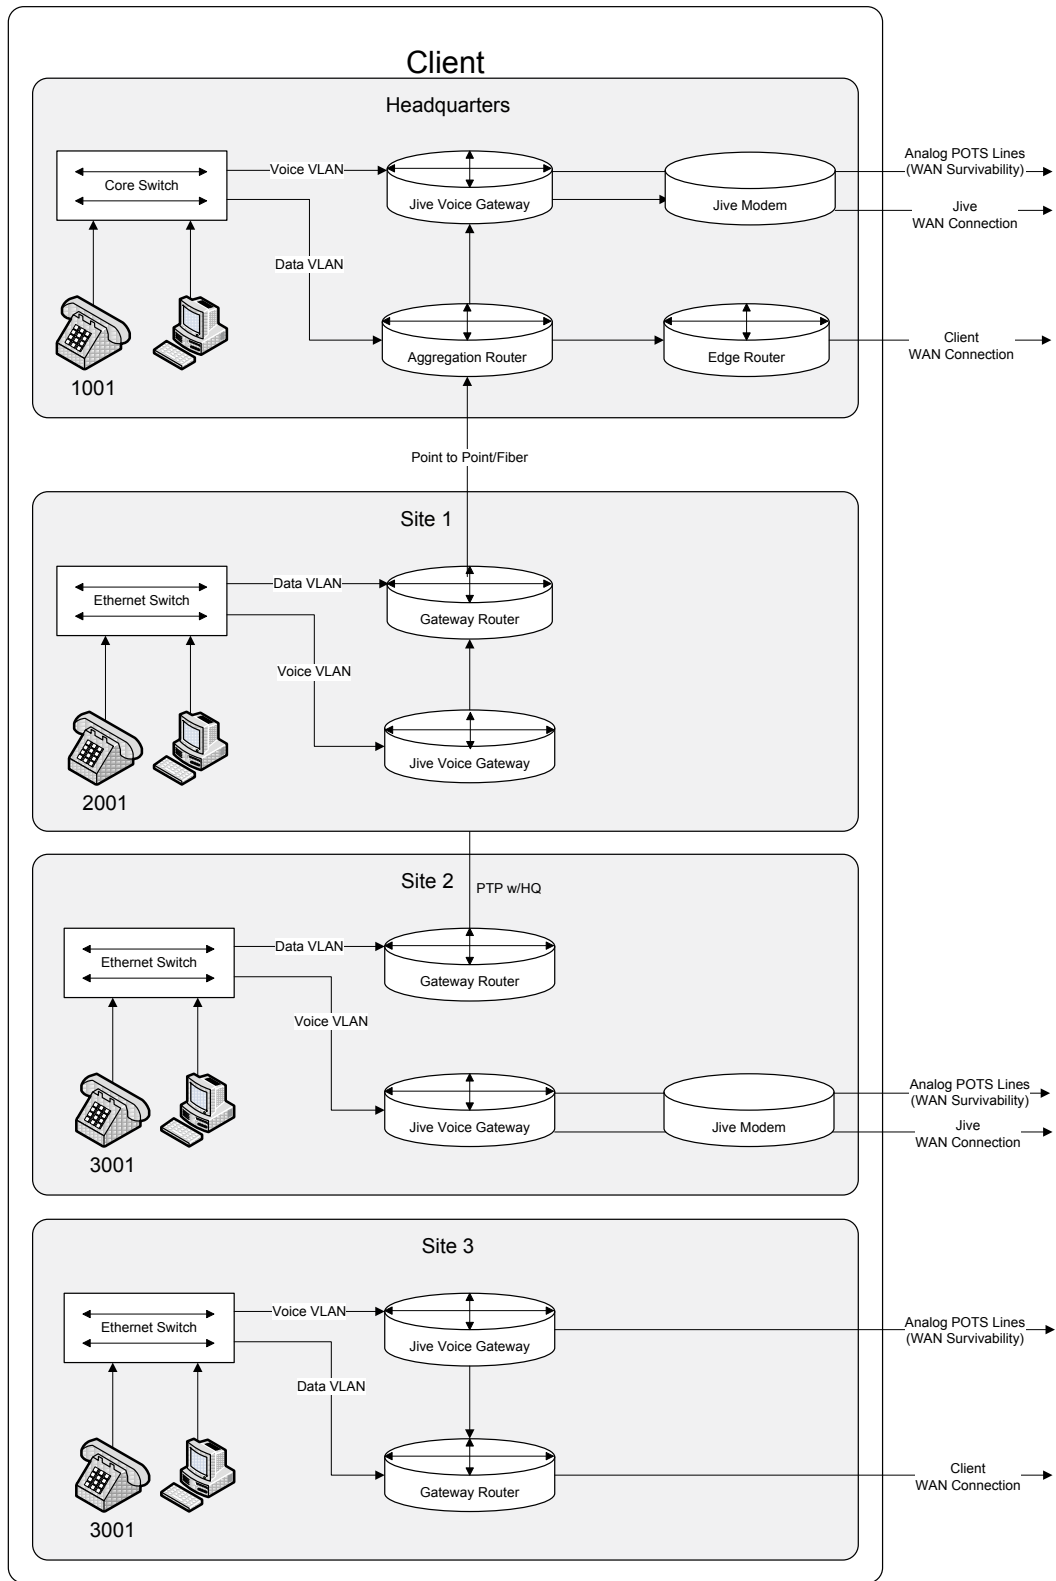 Client
Headquarters
Core Switch
Voice VLAN
Jive Voice Gateway
Jive Modem
Analog POTS Lines
(WAN Survivability)
Jive
WAN Connection
Data VLAN
Aggregation Router
Edge Router
Client
WAN Connection
1001
Point to Point/Fiber
Site 1
Ethernet Switch
Data VLAN
Gateway Router
Voice VLAN
Jive Voice Gateway
2001
Site 2
PTP w/HQ
Ethernet Switch
Data VLAN
Gateway Router
Voice VLAN
Jive Voice Gateway
Jive Modem
Analog POTS Lines
(WAN Survivability)
Jive
WAN Connection
3001
Site 3
Ethernet Switch
Voice VLAN
Jive Voice Gateway
Analog POTS Lines
(WAN Survivability)
Data VLAN
Gateway Router
Client
WAN Connection
3001